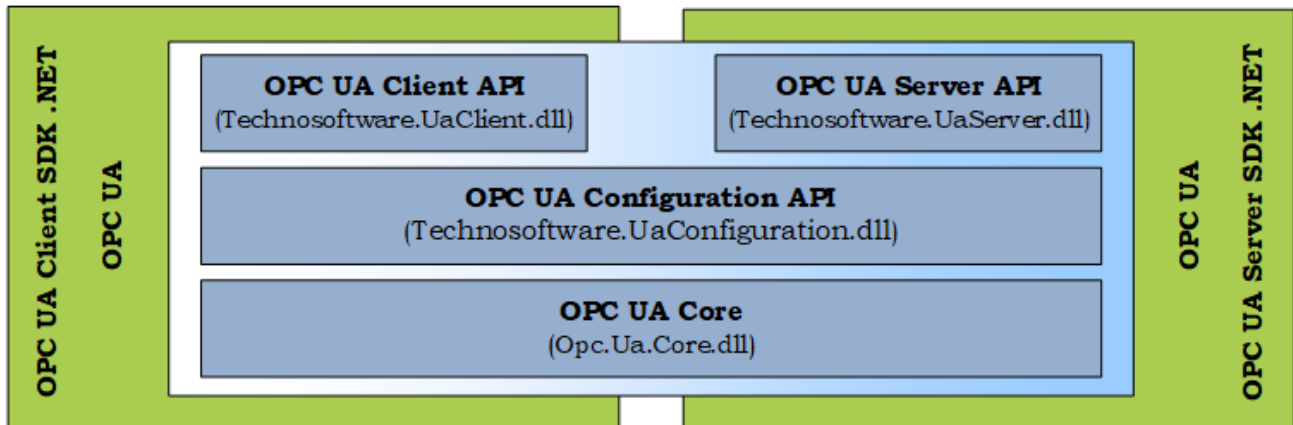 OPC UA Client SDK .NET
OPC UA
OPC UA Client API
(Technosoftware.UaClient.dll)
OPC UA Server API
(Technosoftware.UaServer.dll)
OPC UA Configuration API
(Technosoftware.UaConfiguration.dll)
OPC UA Core
(Opc.Ua.Core.dll)
OPC UA
OPC UA Server SDK .NET